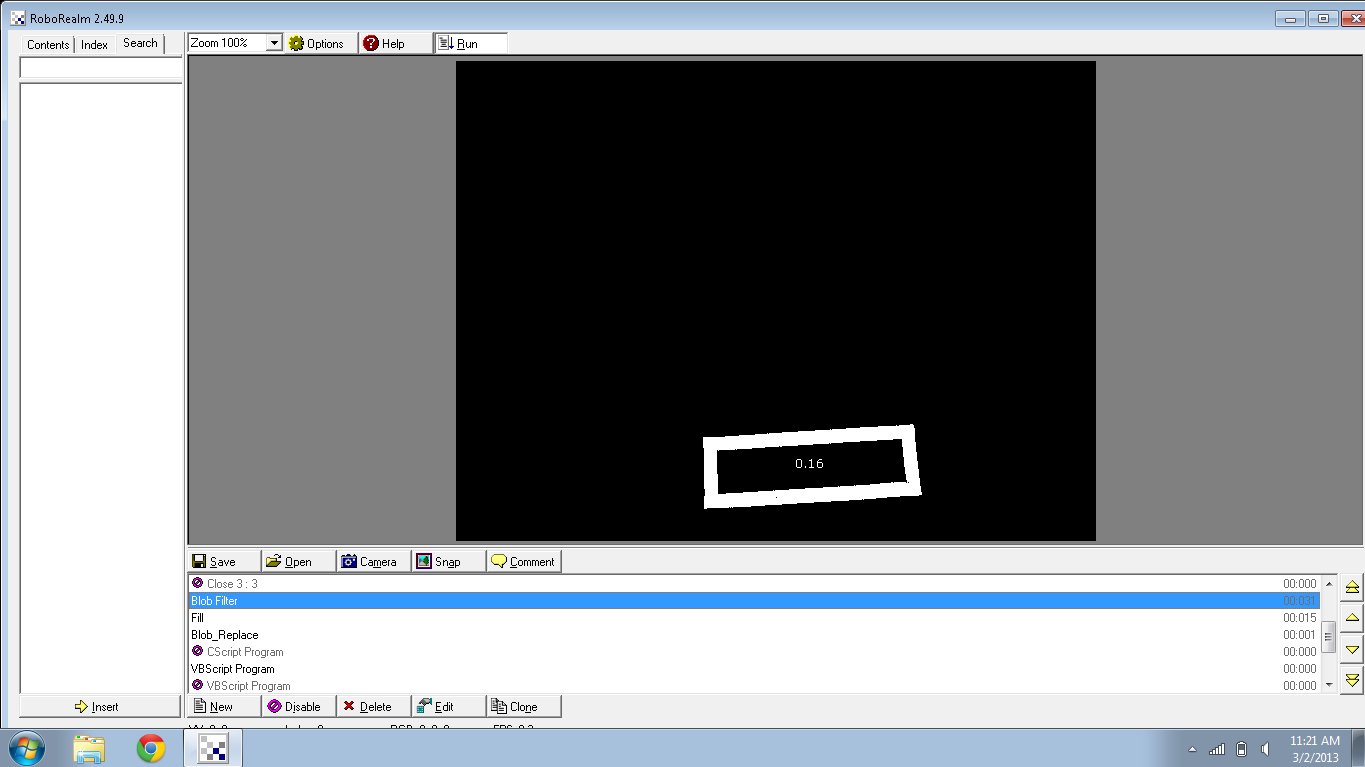 RoboRealm 2.49.9
Contents Index Search
Zoom 100% Options Help Run
0.16
Save Open Camera Snap Comment
Close 3 : 3 00:000
Blob Filter 00:031
Fill 00:015
Blob_Replace 00:001
CScript Program 00:000
VBScript Program 00:000
VBScript Program 00:000
Insert New Disable Delete Edit Clone
11:21 AM
3/2/2013